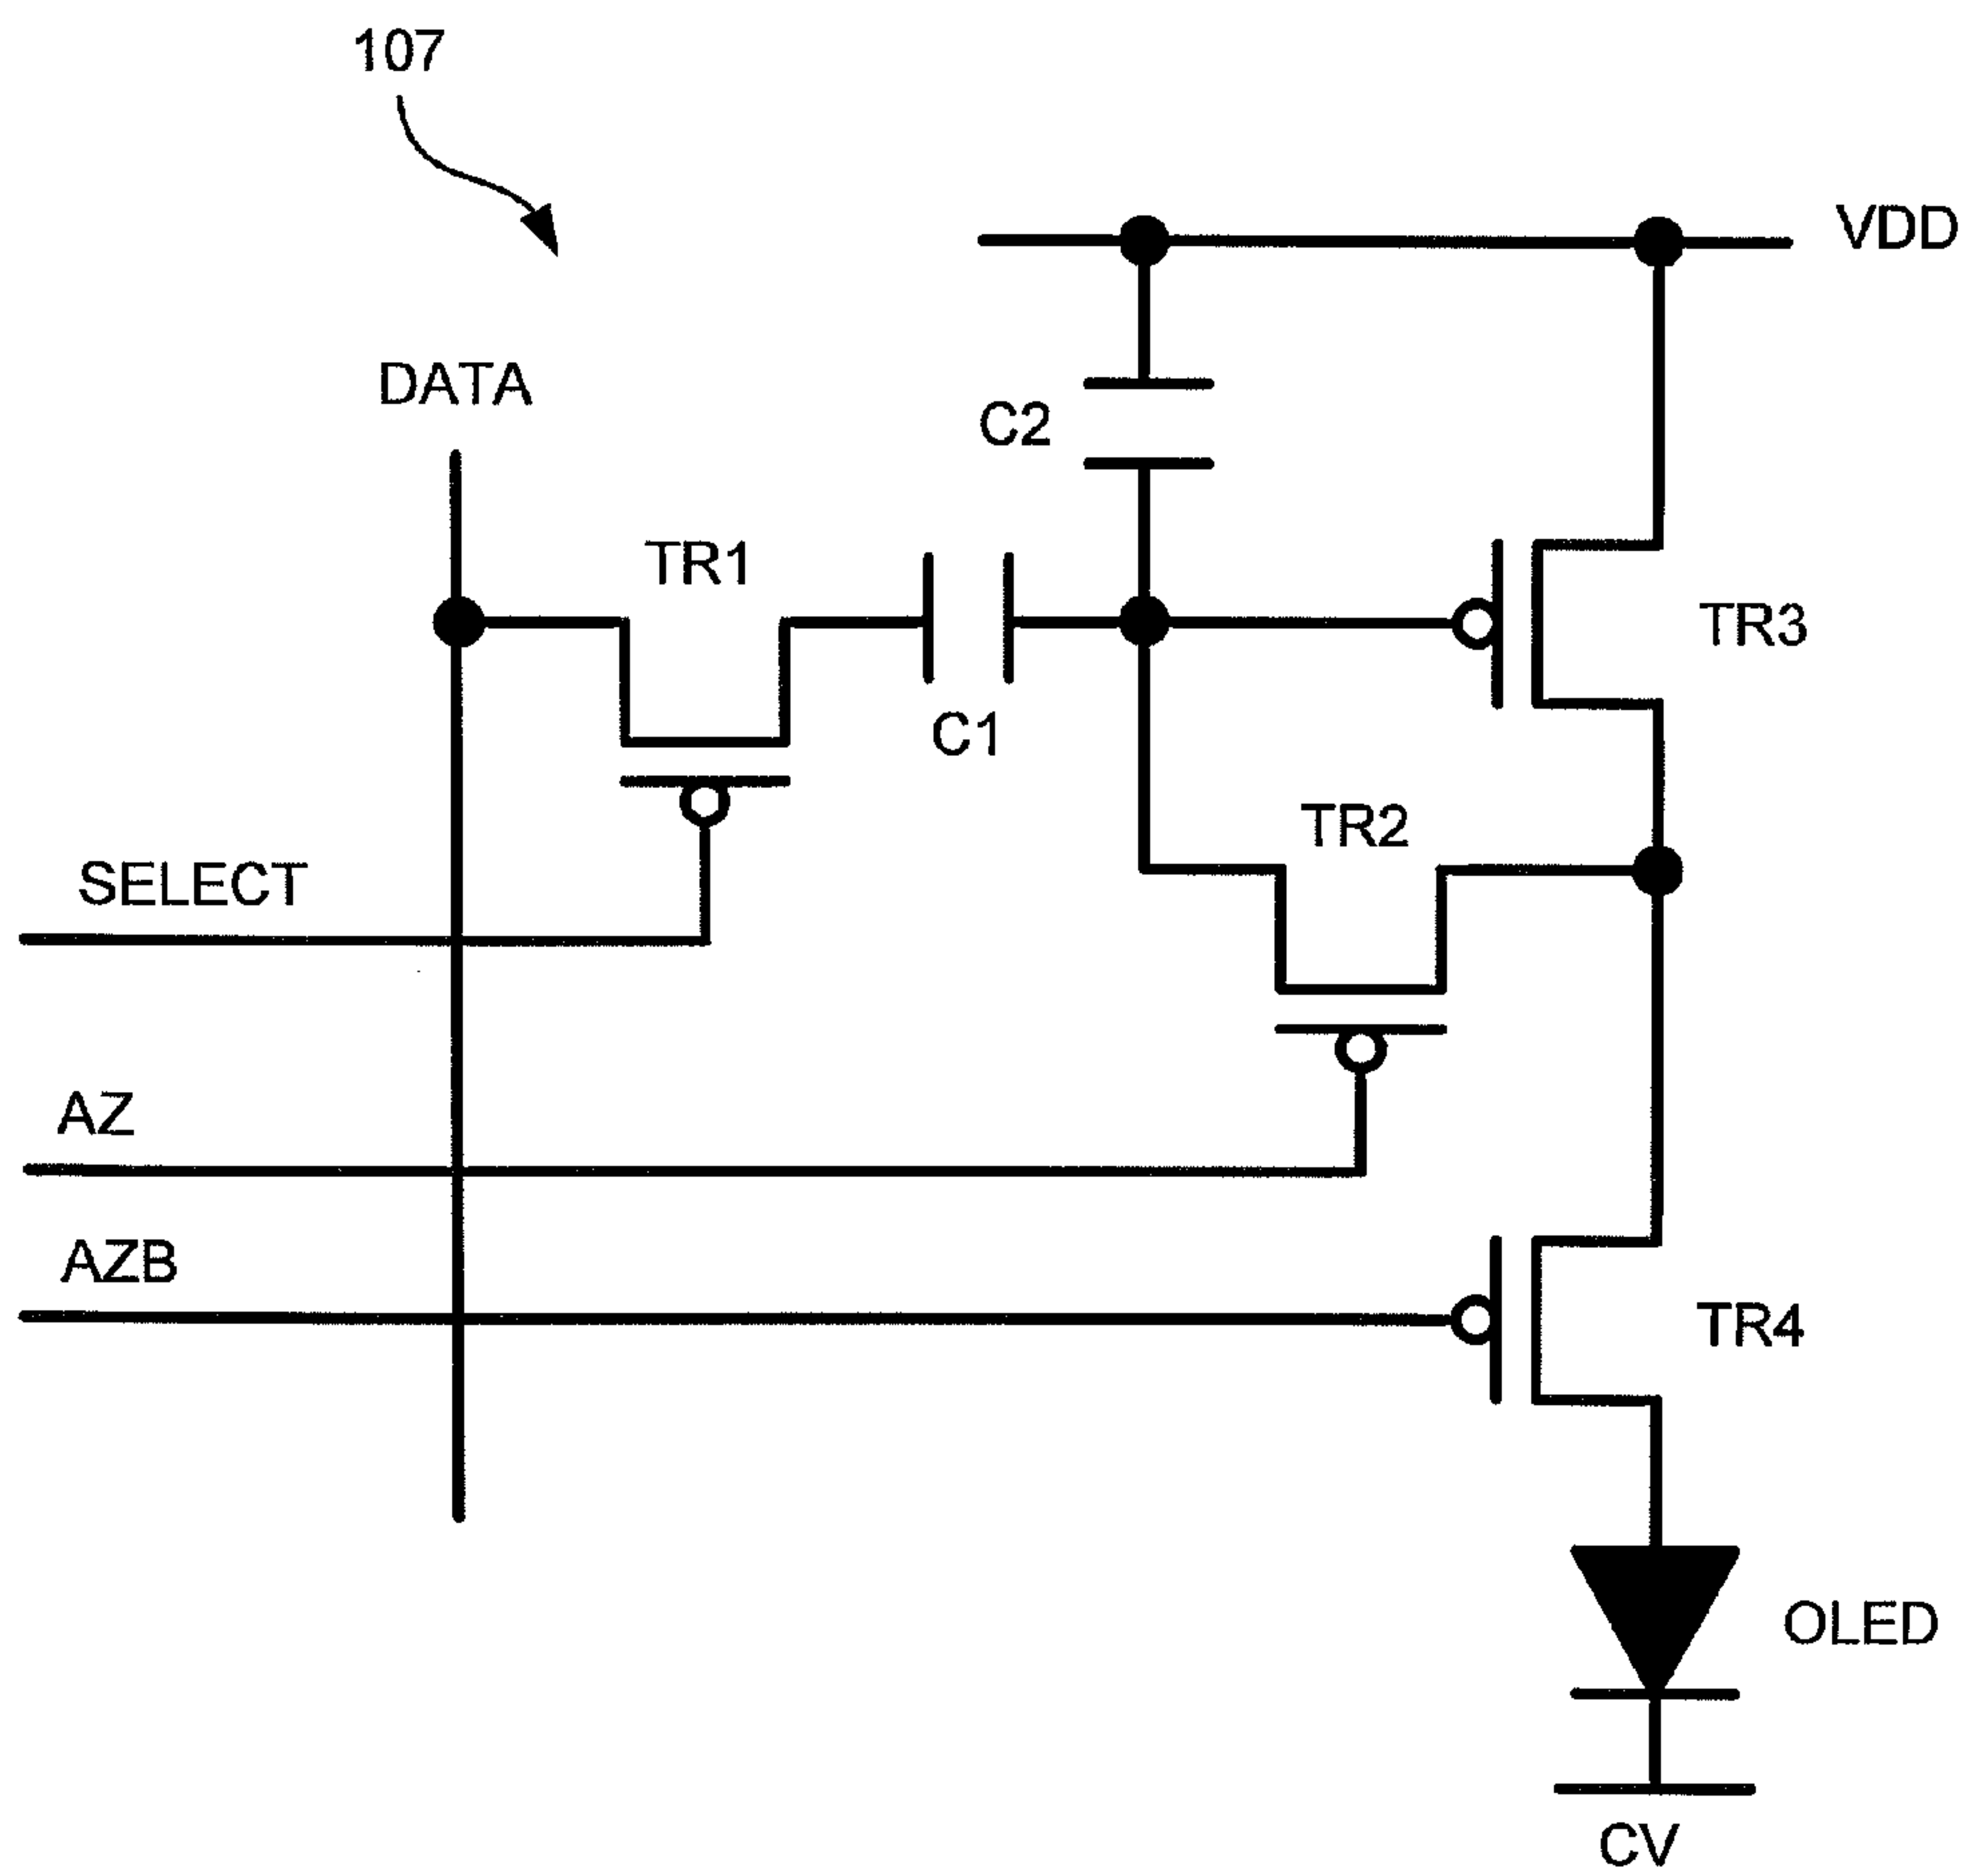 107
VDD
DATA
C2
TR1
TR3
C1
TR2
SELECT
AZ
AZB
TR4
OLED
CV